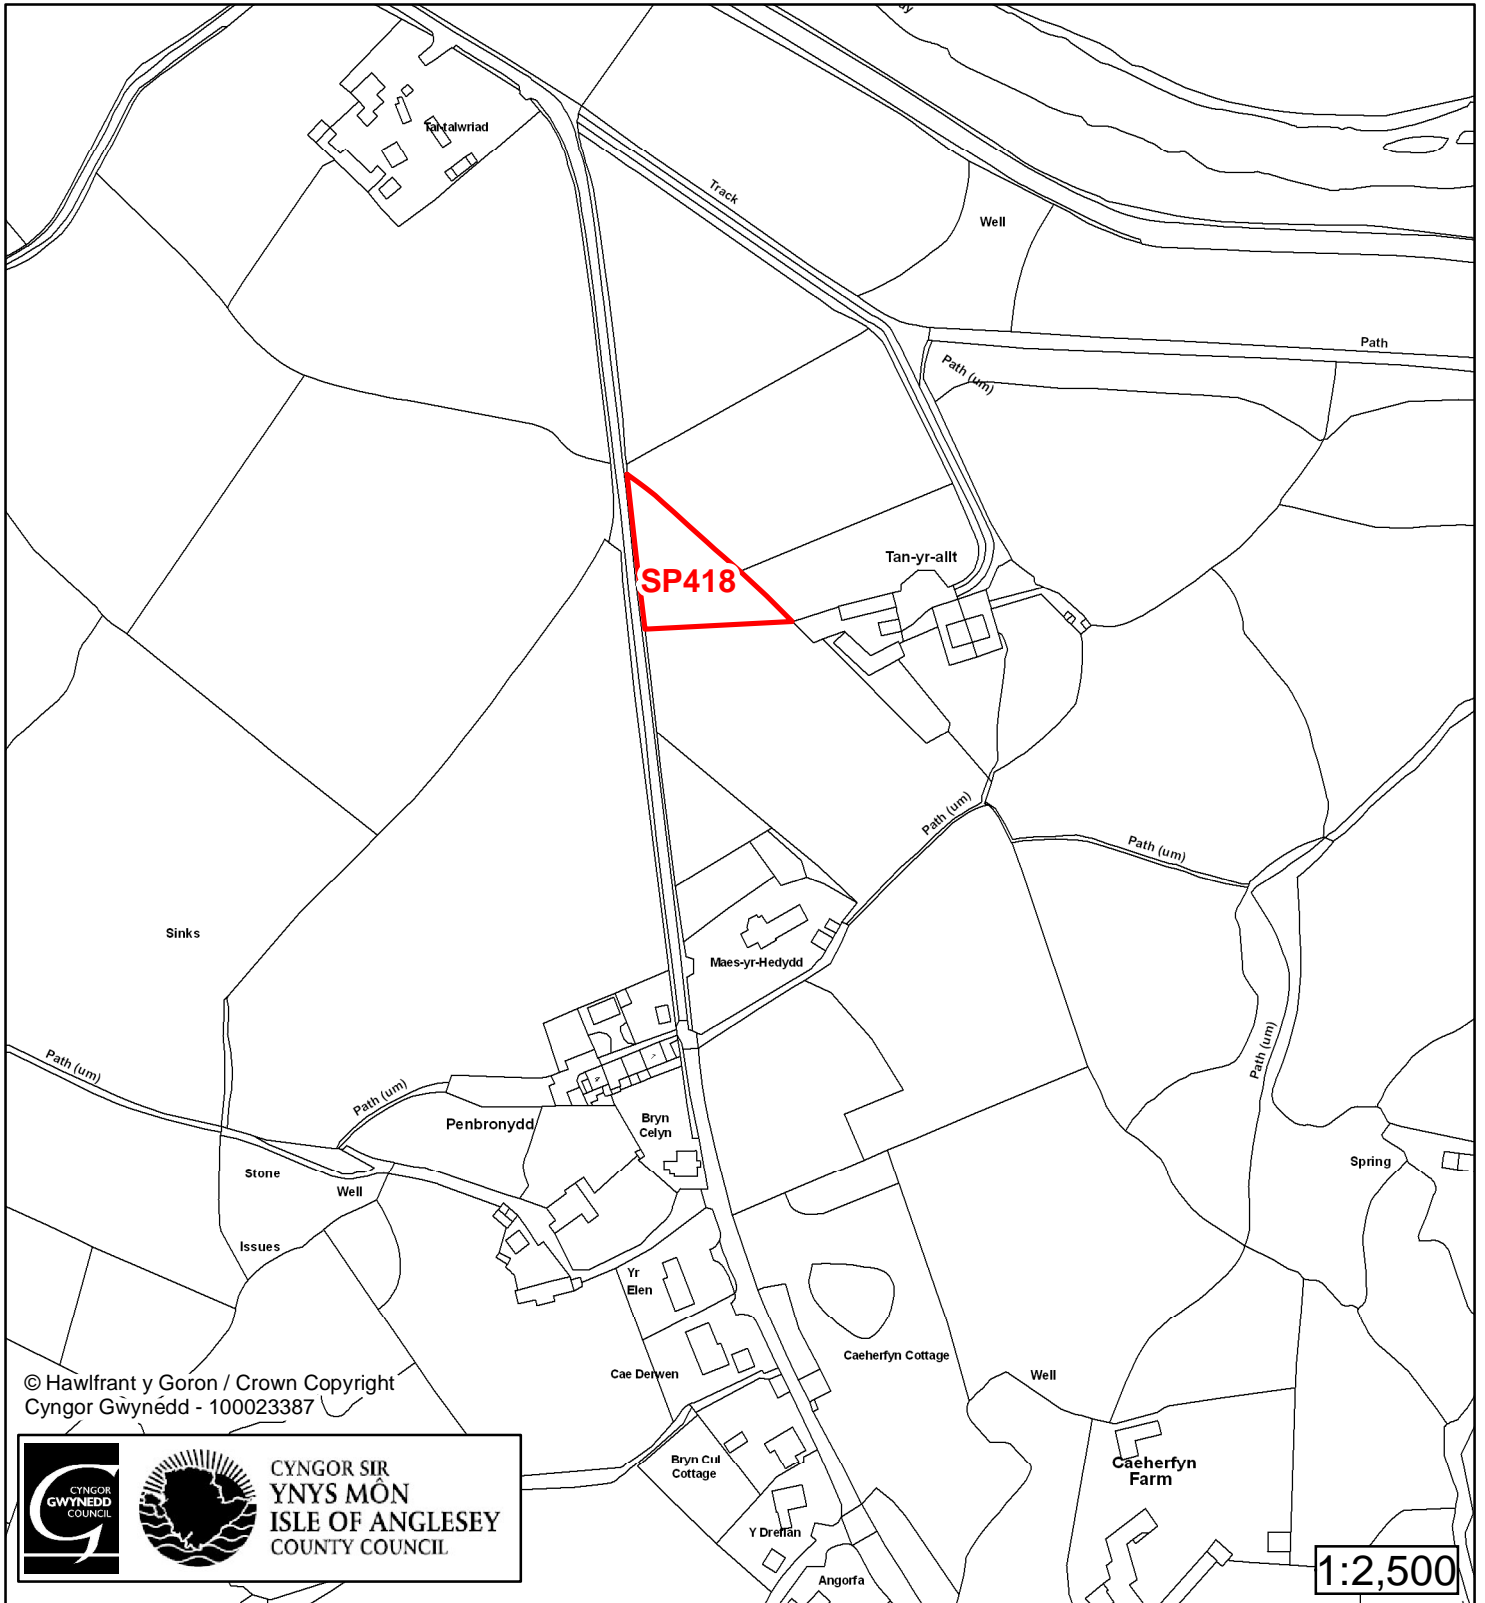 Tai-talwriad
Track
Well
Path
Path (um)
SP418
Tan-yr-allt
Path (um)
Path (um)
Sinks
Maes-yr-Hedydd
Path (um)
Path (um)
Path (um)
Penbronydd
Bryn
Celyn
Stone
Well
Spring
Issues
Yr
Elen
Caeherfyn Cottage
Cae Derwen
Well
© Hawlfrant y Goron / Crown Copyright
Cyngor Gwynedd - 100023387
Bryn Cul
Cottage
Caeherfyn
Farm
Y Dreflan
Angorfa
CYNGOR
GWYNEDD
COUNCIL
CYNGOR SIR
YNYS MÔN
ISLE OF ANGLESEY
COUNTY COUNCIL
1:2,500